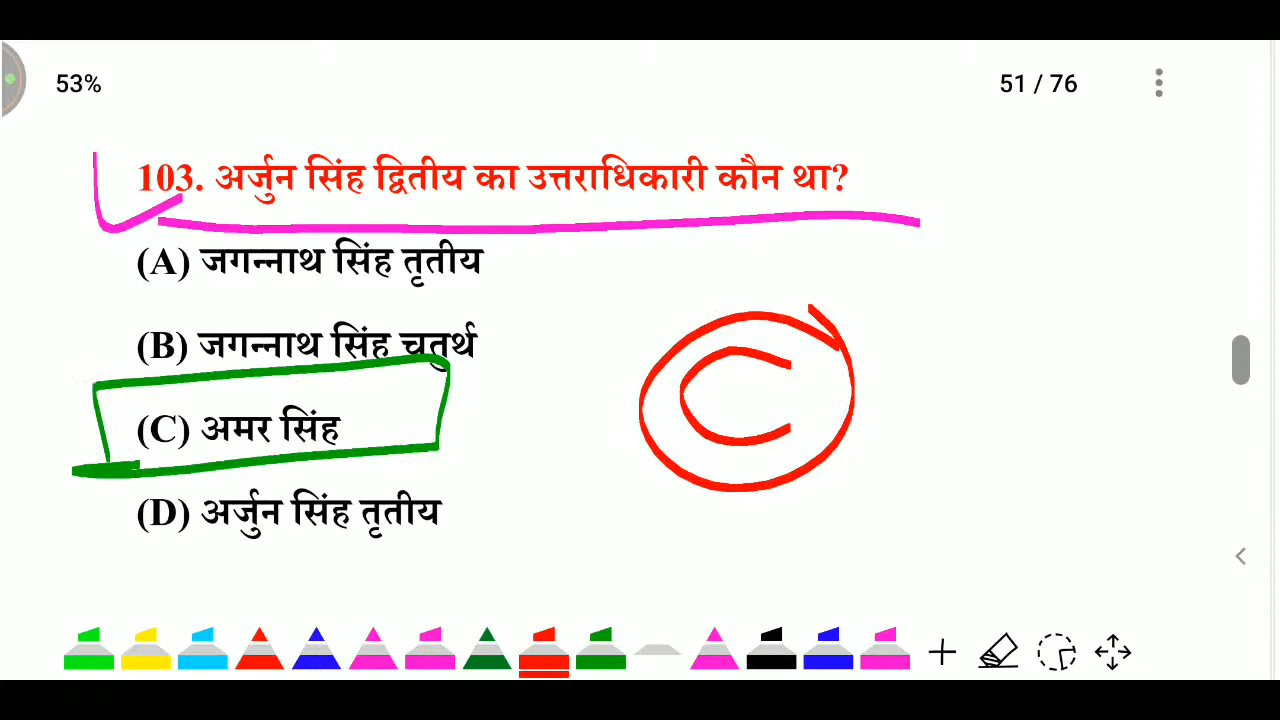 53%
51 / 76
103. अर्जुन सिंह द्वितीय का उत्तराधिकारी कौन था?
(A) जगन्नाथ सिंह तृतीय
(B) जगन्नाथ सिंह चतुर्थ
(C) अमर सिंह
C
(D) अर्जुन सिंह तृतीय